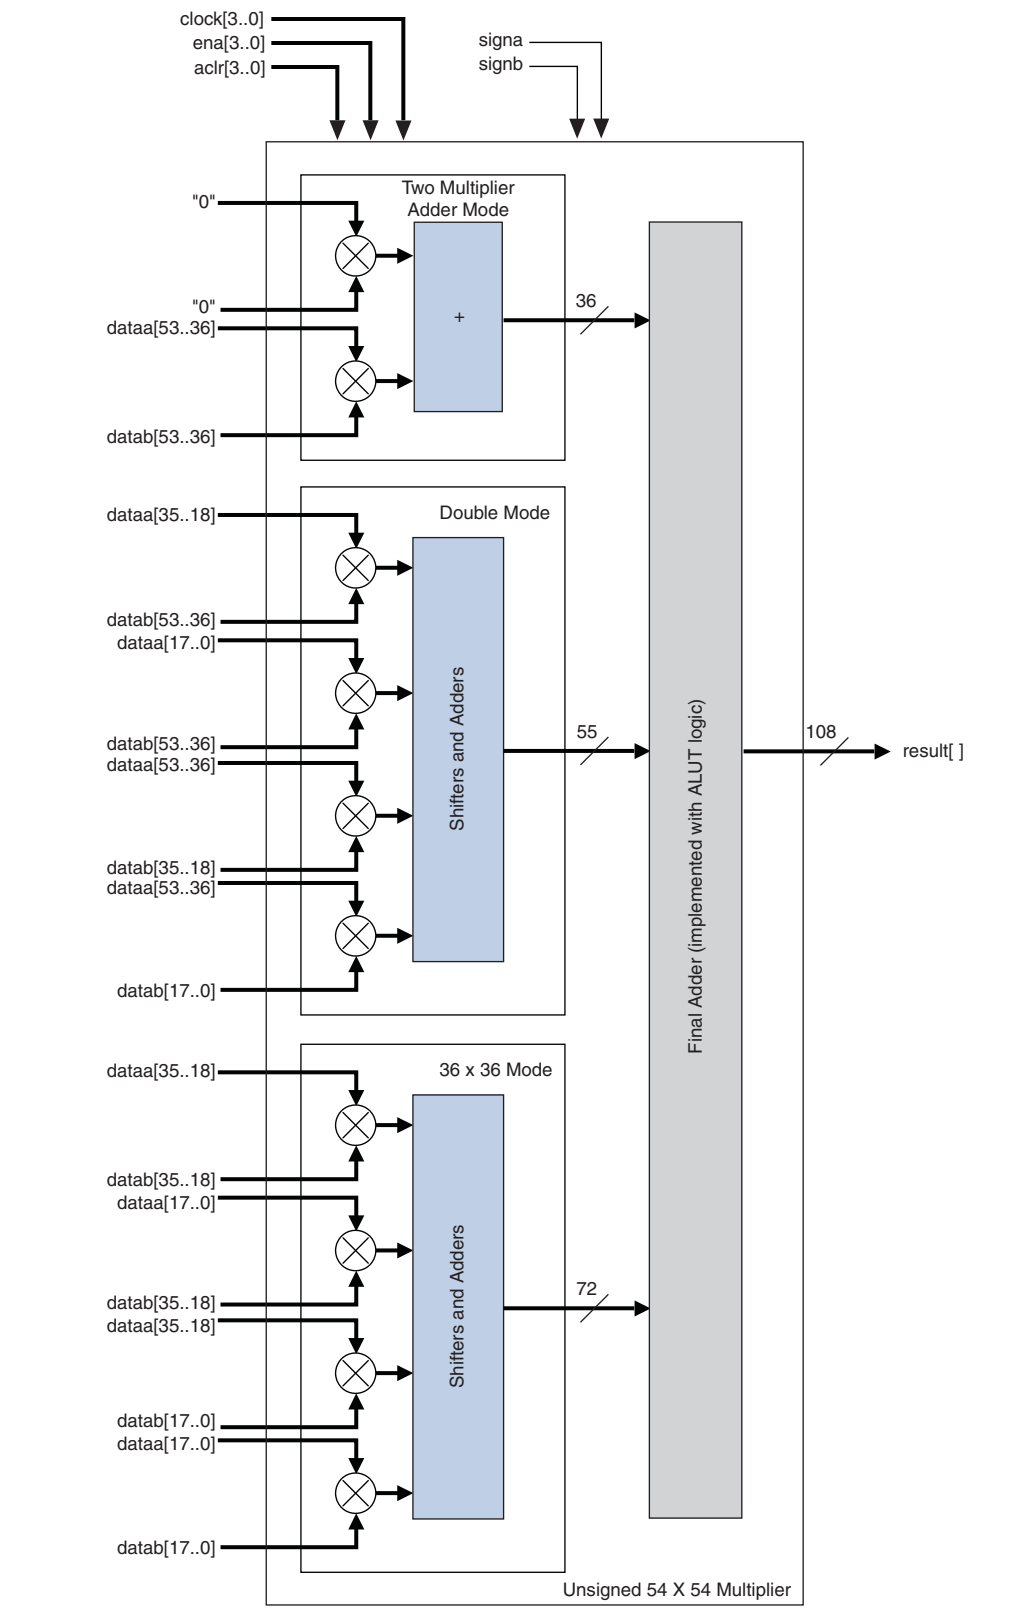 clock[3..0]
ena[3..0]
aclr[3..0]
signa
signb
Two Multiplier
Adder Mode
"0"
"0"
dataa[53..36]
datab[53..36]
+
36
Double Mode
dataa[35..18]
datab[53..36]
dataa[17..0]
datab[53..36]
dataa[53..36]
datab[35..18]
dataa[53..36]
datab[17..0]
Shifters and Adders
55
Final Adder (implemented with ALUT logic)
108
result[ ]
36 x 36 Mode
dataa[35..18]
datab[35..18]
dataa[17..0]
datab[35..18]
dataa[35..18]
datab[17..0]
dataa[17..0]
datab[17..0]
Shifters and Adders
72
Unsigned 54 X 54 Multiplier